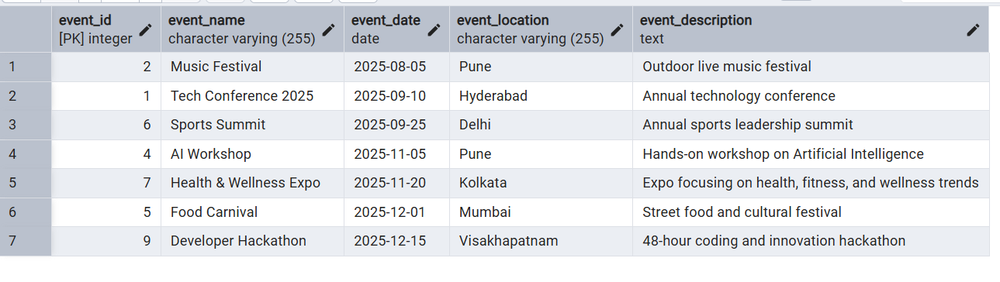 event_id event_name event_date event_location event_description
[PK] integer character varying (255) date character varying (255) text
1 2 Music Festival 2025-08-05 Pune Outdoor live music festival
2 1 Tech Conference 2025 2025-09-10 Hyderabad Annual technology conference
3 6 Sports Summit 2025-09-25 Delhi Annual sports leadership summit
4 4 AI Workshop 2025-11-05 Pune Hands-on workshop on Artificial Intelligence
5 7 Health & Wellness Expo 2025-11-20 Kolkata Expo focusing on health, fitness, and wellness trends
6 5 Food Carnival 2025-12-01 Mumbai Street food and cultural festival
7 9 Developer Hackathon 2025-12-15 Visakhapatnam 48-hour coding and innovation hackathon